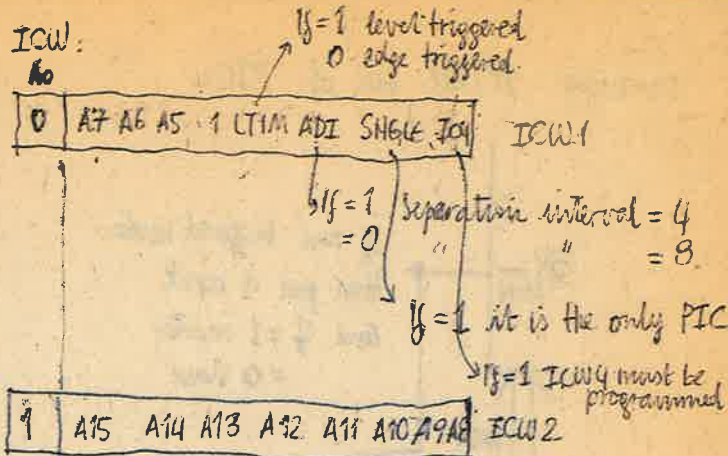 ICW:
If = 1 level triggered
0 edge triggered.
A0
0 A7 A6 A5 1 LTIM ADI SNGLE IC4 ICW1
If = 1 Separation interval = 4
= 0 " " = 8
If = 1 it is the only PIC
If = 1 ICW4 must be
programmed
1 A15 A14 A13 A12 A11 A10 A9 A8 ICW2